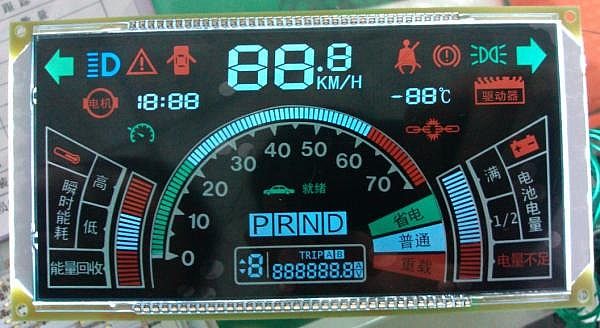 88.8
KM/H
电机
18:88
-88℃
驱动器
0
10
20
30
40
50
60
70
就绪
PRND
瞬时能耗
高
低
能量回收
满
1/2
电池电量
电量不足
省电
普通
重载
TRIP A B
8
888888.8
A
V